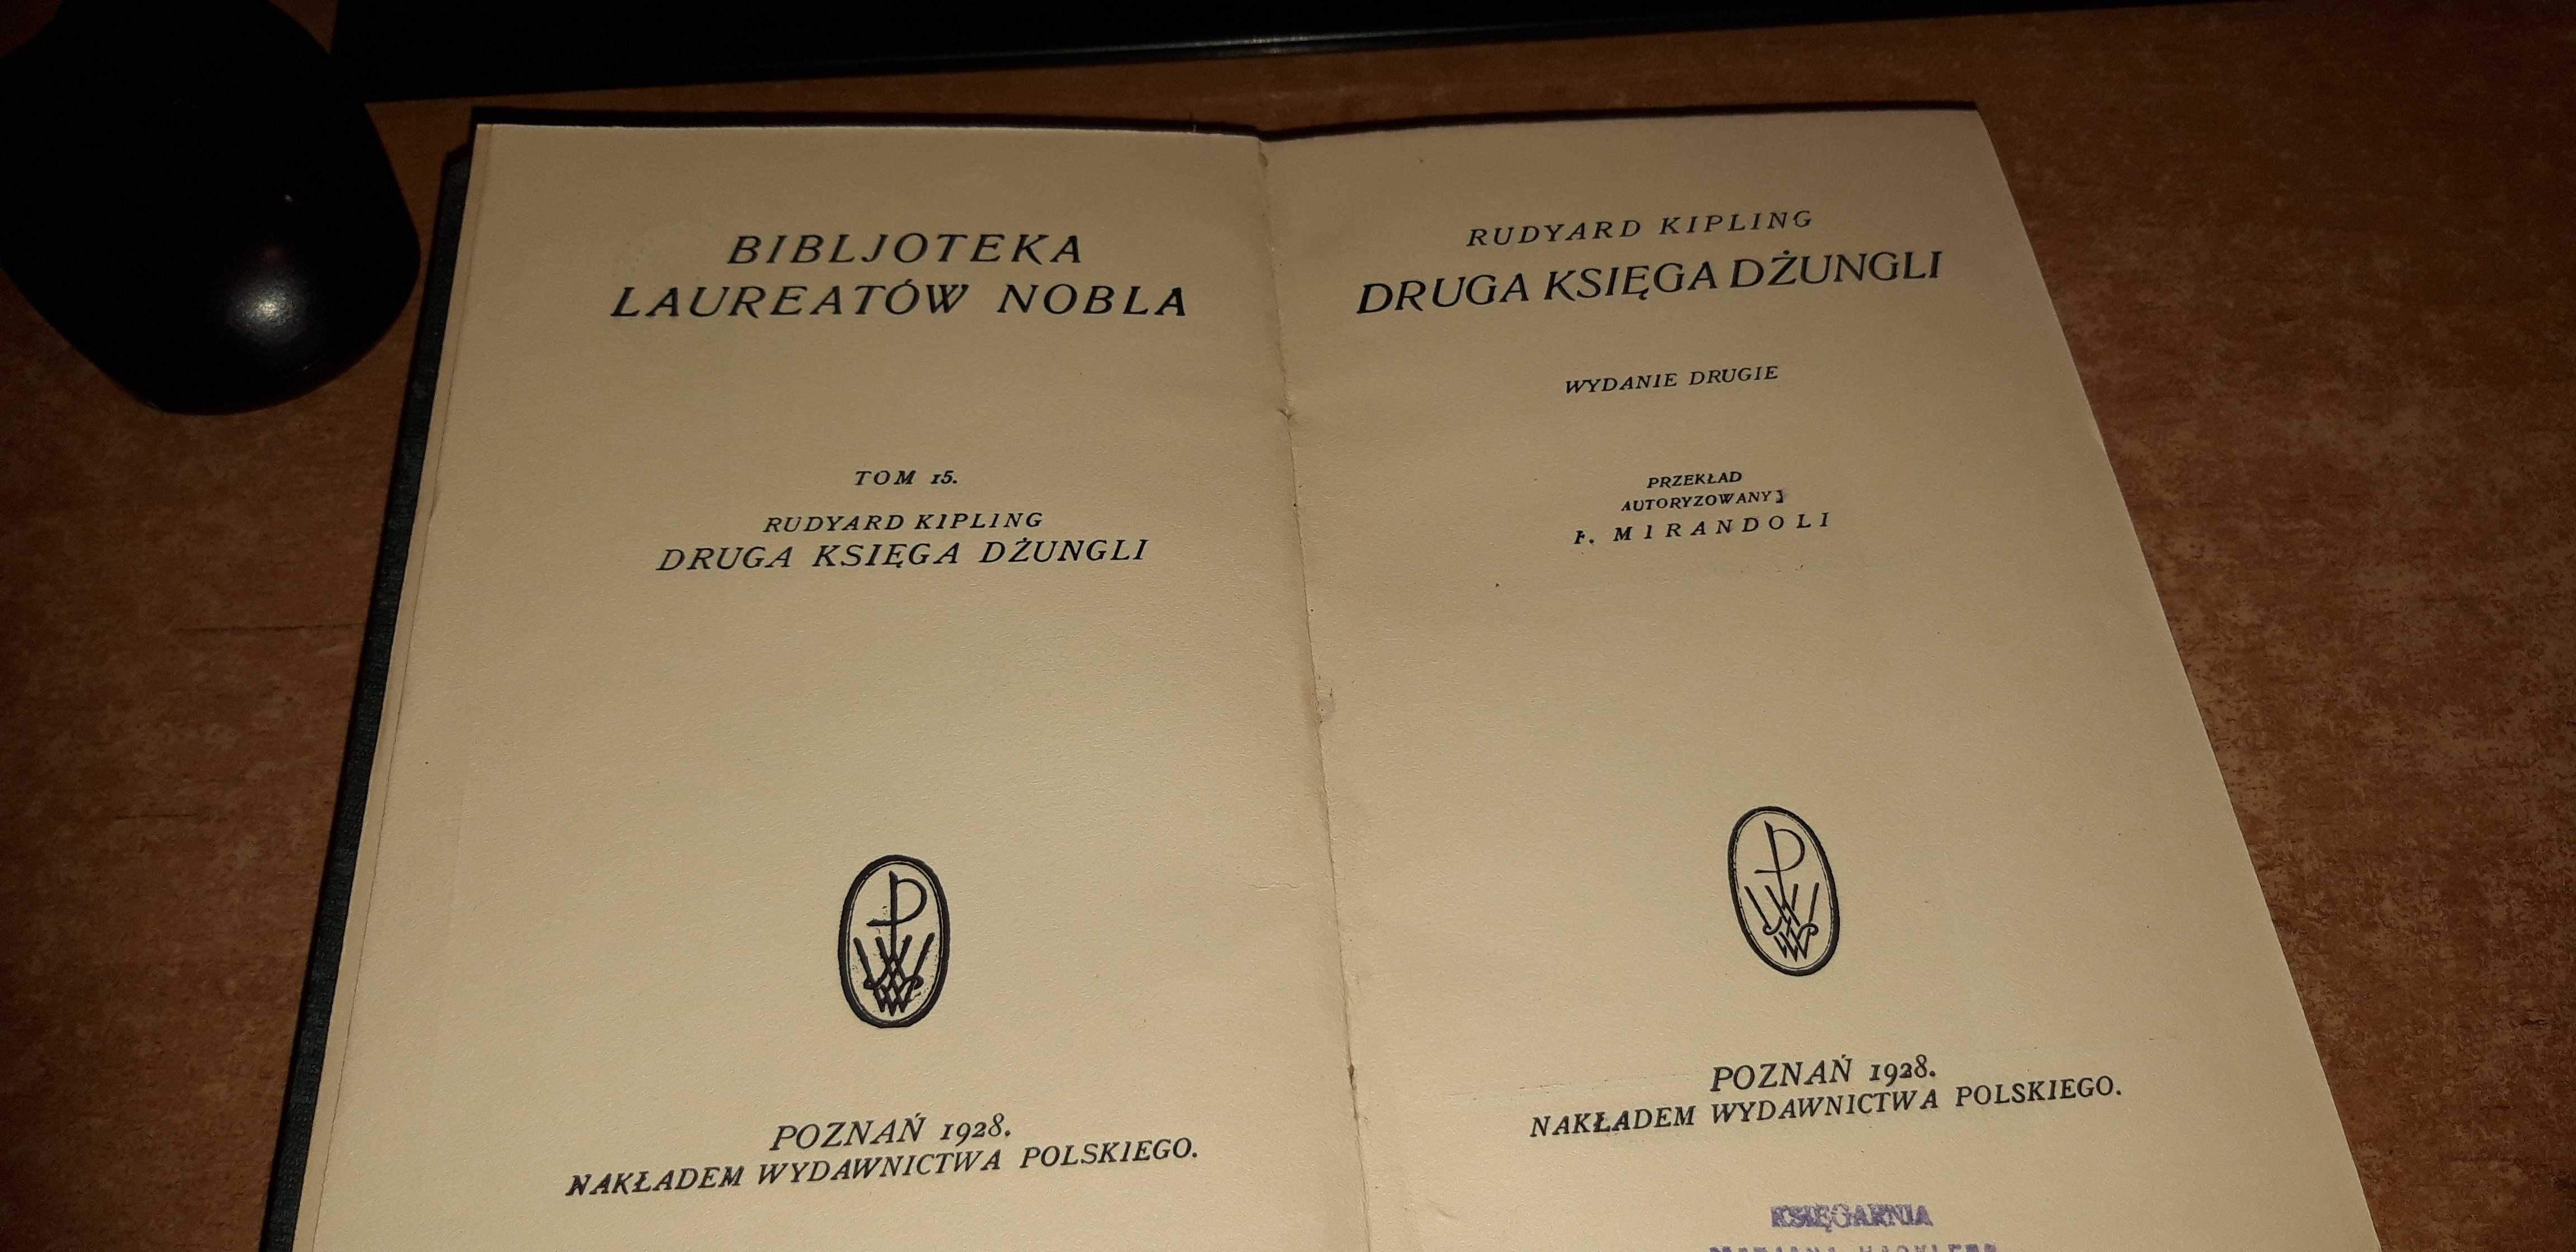 BIBLJOTEKA
LAUREATÓW NOBLA
TOM 15.
RUDYARD KIPLING
DRUGA KSIĘGA DŻUNGLI
POZNAŃ 1928.
NAKŁADEM WYDAWNICTWA POLSKIEGO.
RUDYARD KIPLING
DRUGA KSIĘGA DŻUNGLI
WYDANIE DRUGIE
PRZEKŁAD
AUTORYZOWANY
F. MIRANDOLI
POZNAŃ 1928.
NAKŁADEM WYDAWNICTWA POLSKIEGO.
KSIĘGARNIA